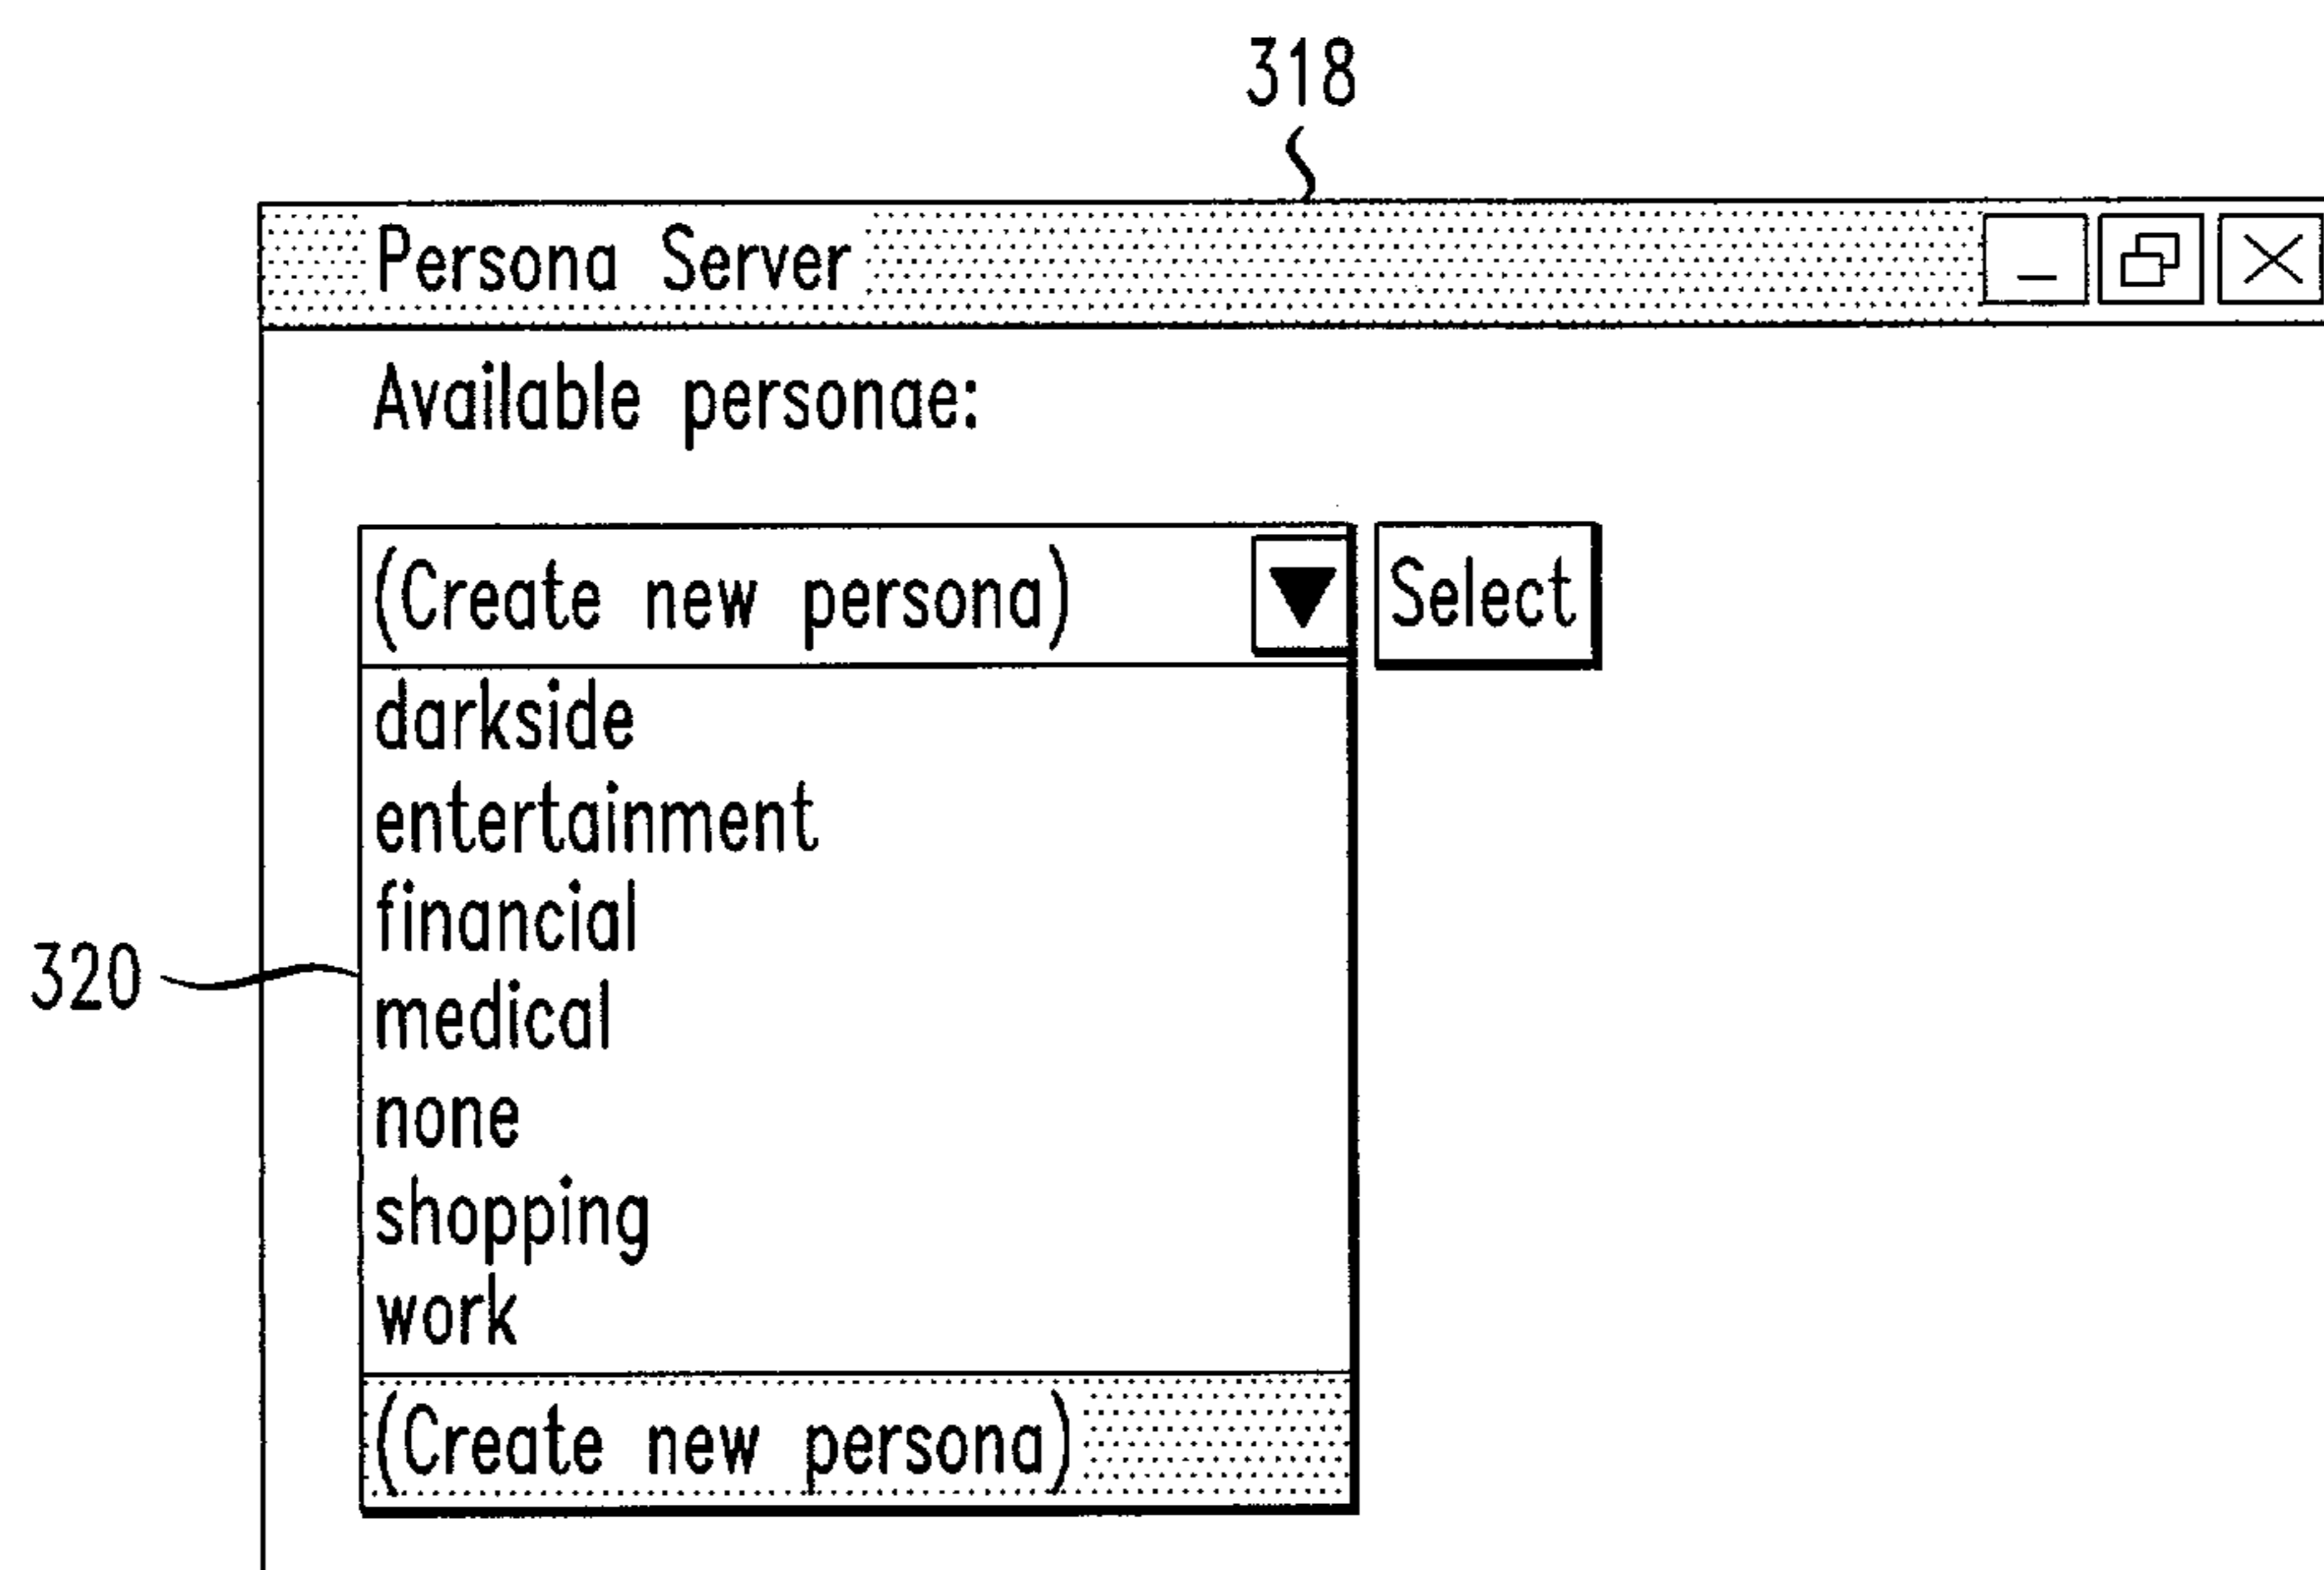 318
Persona Server
Available personae:
(Create new persona) Select
darkside
entertainment
financial
320
medical
none
shopping
work
(Create new persona)